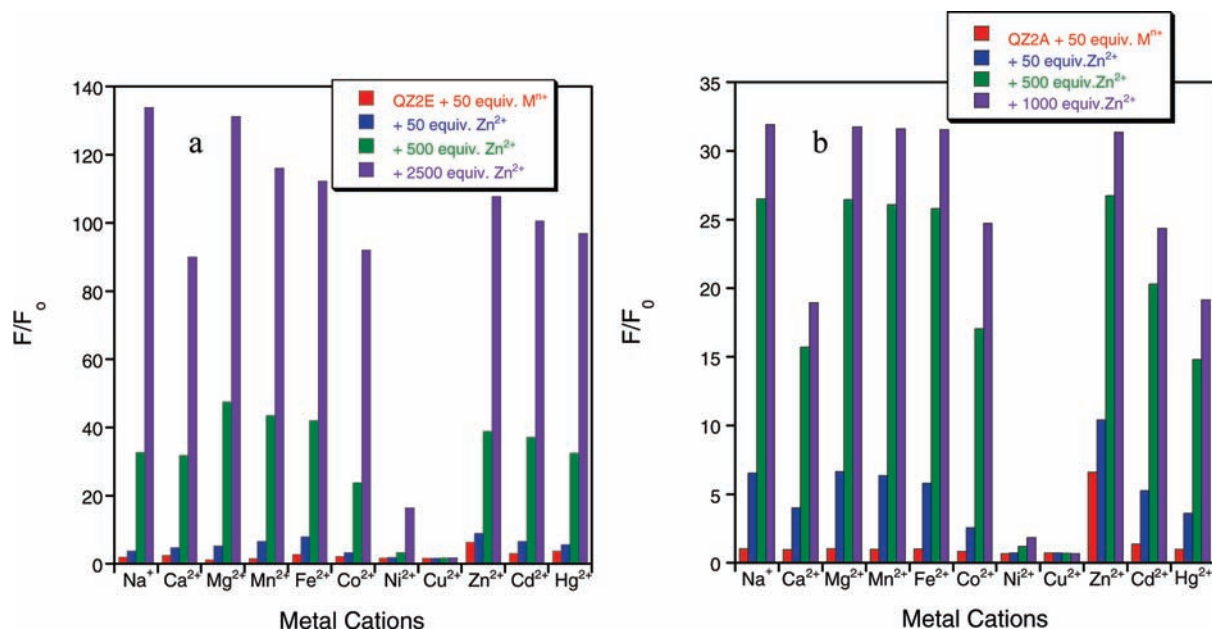 a
QZ2E + 50 equiv. Mⁿ⁺
+ 50 equiv. Zn²⁺
+ 500 equiv. Zn²⁺
+ 2500 equiv. Zn²⁺
F/Fₒ
140
120
100
80
60
40
20
0
Na⁺ Ca²⁺ Mg²⁺ Mn²⁺ Fe²⁺ Co²⁺ Ni²⁺ Cu²⁺ Zn²⁺ Cd²⁺ Hg²⁺
Metal Cations
b
QZ2A + 50 equiv. Mⁿ⁺
+ 50 equiv.Zn²⁺
+ 500 equiv.Zn²⁺
+ 1000 equiv.Zn²⁺
F/F₀
35
30
25
20
15
10
5
0
Na⁺ Ca²⁺ Mg²⁺ Mn²⁺ Fe²⁺ Co²⁺ Ni²⁺ Cu²⁺ Zn²⁺ Cd²⁺ Hg²⁺
Metal Cations